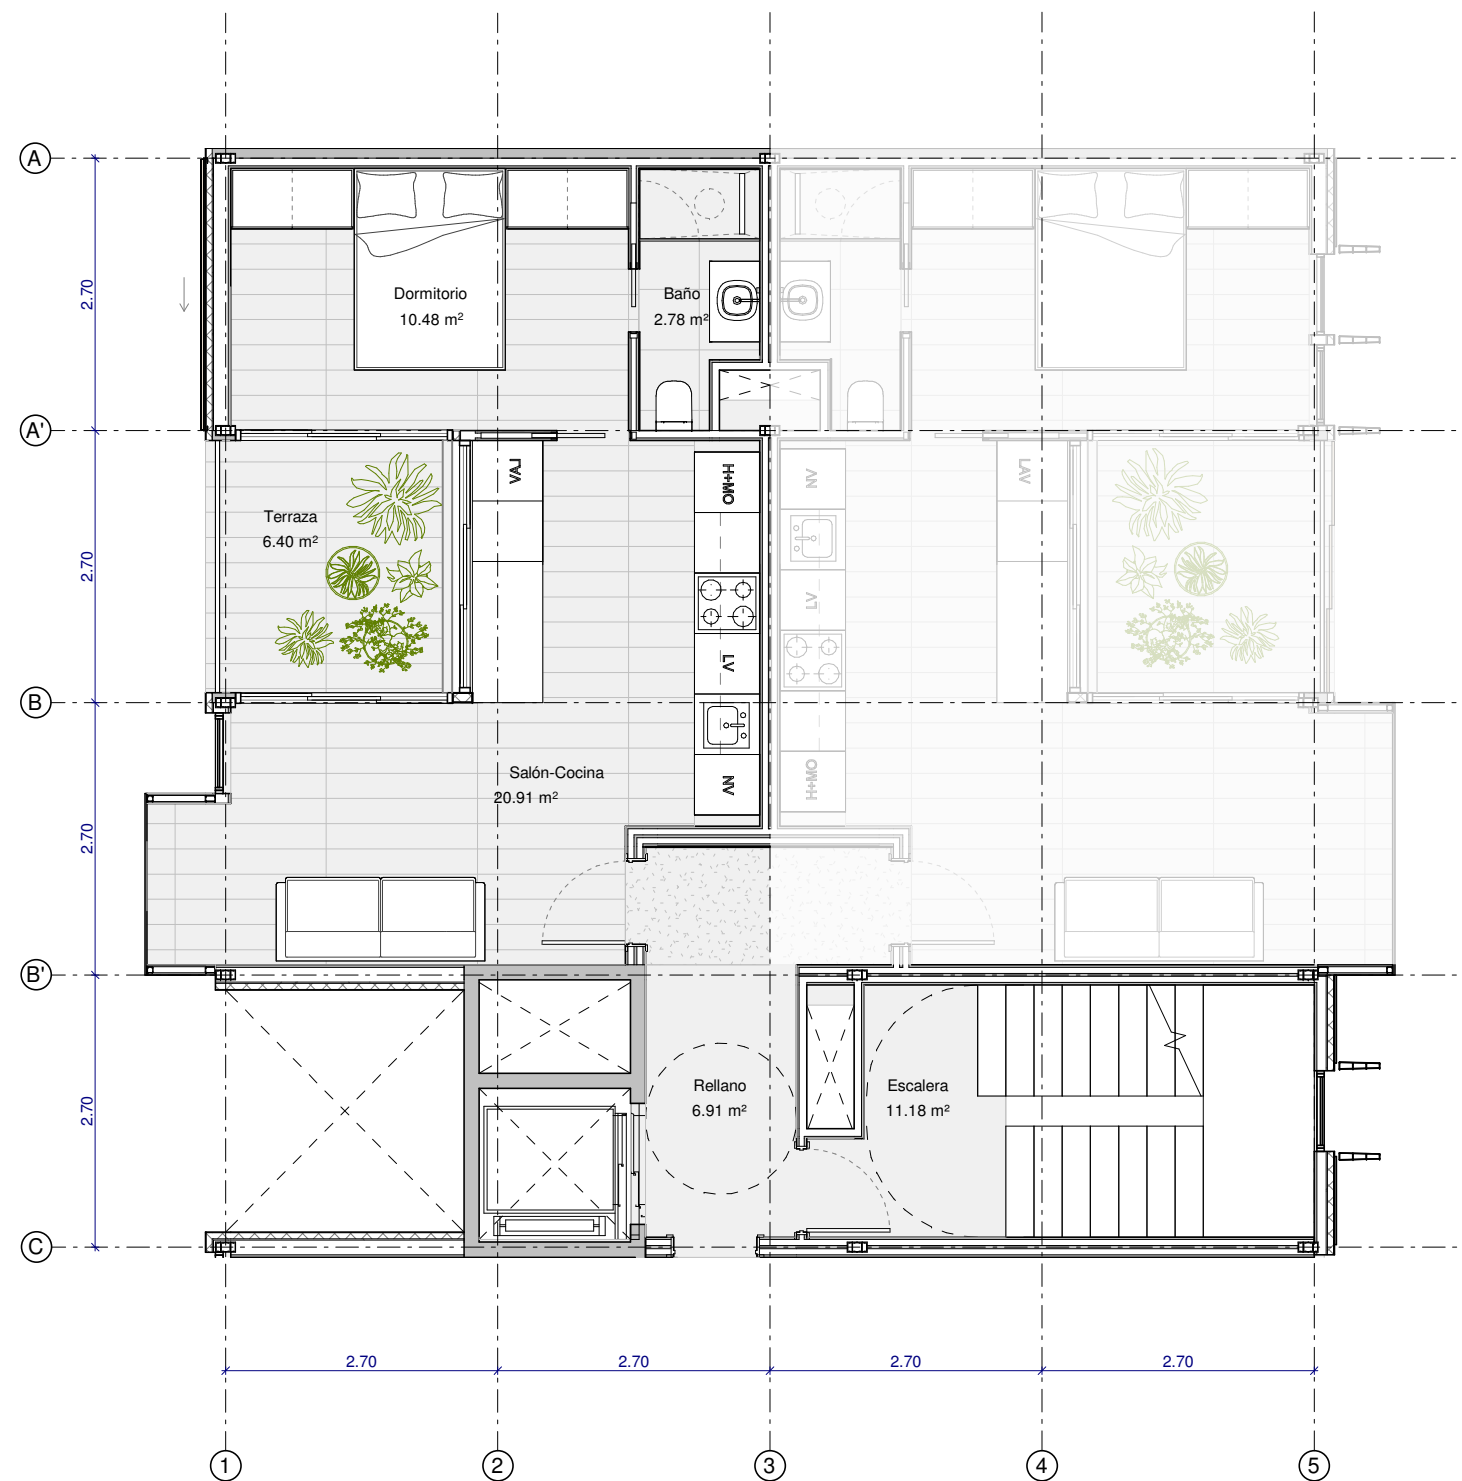 A
2.70
Dormitorio
10.48 m²
Baño
2.78 m²
A'
LAV
H+MO
NV
LAV
Terraza
6.40 m²
2.70
LV
LV
B
Salón-Cocina
20.91 m²
NV
H+MO
2.70
B'
Rellano
6.91 m²
Escalera
11.18 m²
2.70
C
2.70
2.70
2.70
2.70
1
2
3
4
5